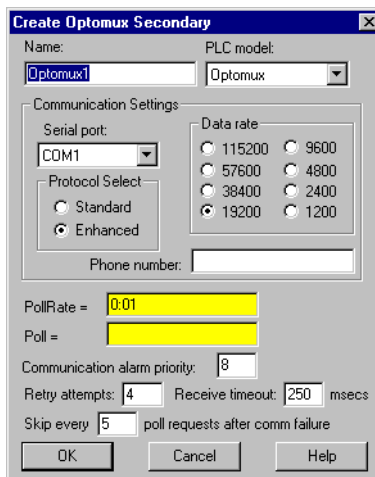 Create Optomux Secondary
Name: PLC model:
Optomux1 Optomux
Communication Settings
Serial port: Data rate
COM1 115200 9600
57600 4800
Protocol Select 38400 2400
Standard 19200 1200
Enhanced
Phone number:
PollRate = 0:01
Poll =
Communication alarm priority: 8
Retry attempts: 4 Receive timeout: 250 msecs
Skip every 5 poll requests after comm failure
OK Cancel Help